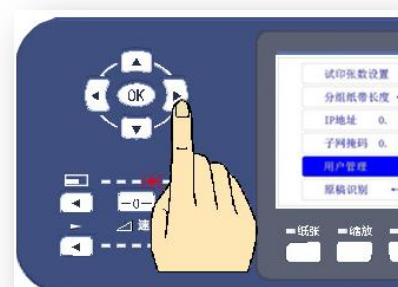 OK
试印张数设置
分组纸带长度
IP地址 0.
子网掩码 0.
用户管理
原稿识别
-0-
速
纸张
缩放